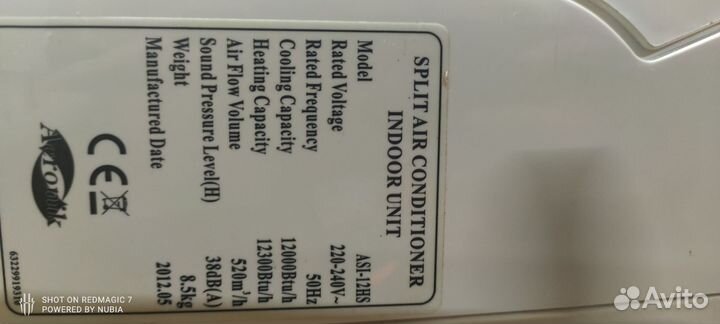 SPLIT AIR CONDITIONER
INDOOR UNIT
Model ASI-12HS
Rated Voltage 220-240V~
Rated Frequency 50Hz
Cooling Capacity 12000Btu/h
Heating Capacity 12300Btu/h
Air Flow Volume 520m³/h
Sound Pressure Level(H) 38dB(A)
Weight 8.5kg
Manufactured Date 2012.05
CE
Aeronik
SHOT ON REDMAGIC 7
POWERED BY NUBIA
Avito